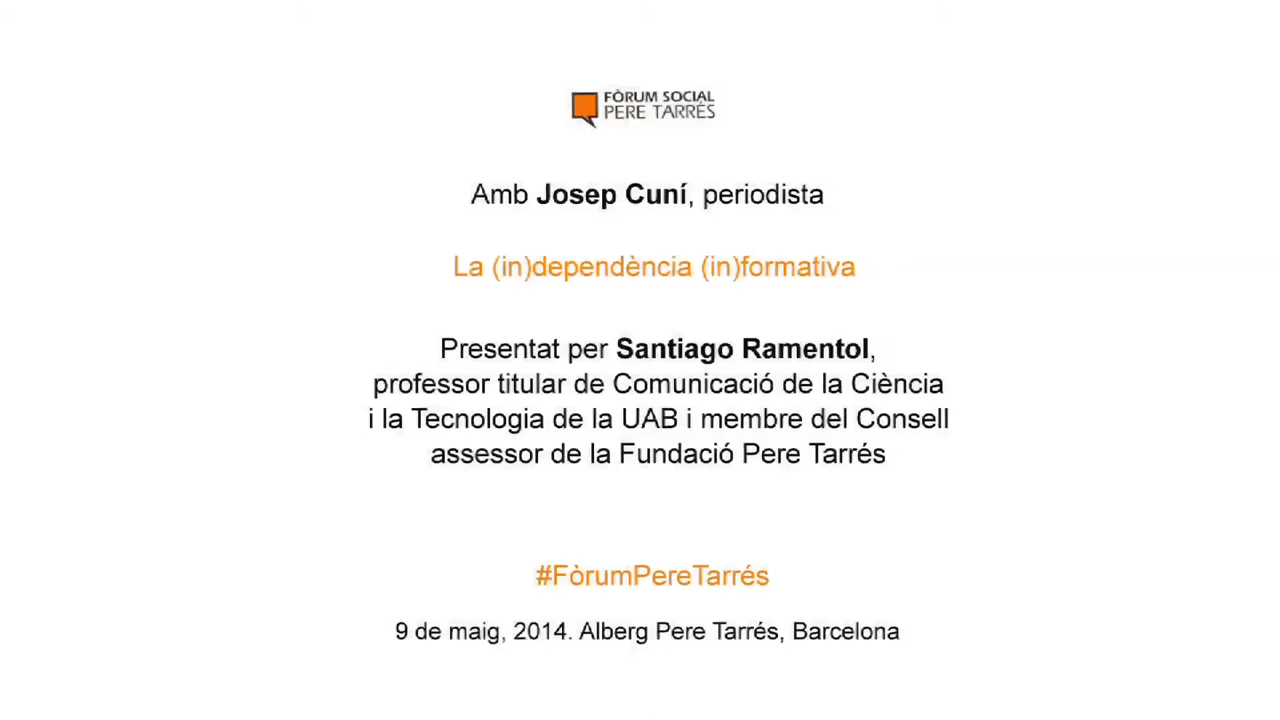 FÒRUM SOCIAL
PERE TARRÉS
Amb Josep Cuní, periodista
La (in)dependència (in)formativa
Presentat per Santiago Ramentol,
professor titular de Comunicació de la Ciència
i la Tecnologia de la UAB i membre del Consell
assessor de la Fundació Pere Tarrés
#FòrumPereTarrés
9 de maig, 2014. Alberg Pere Tarrés, Barcelona